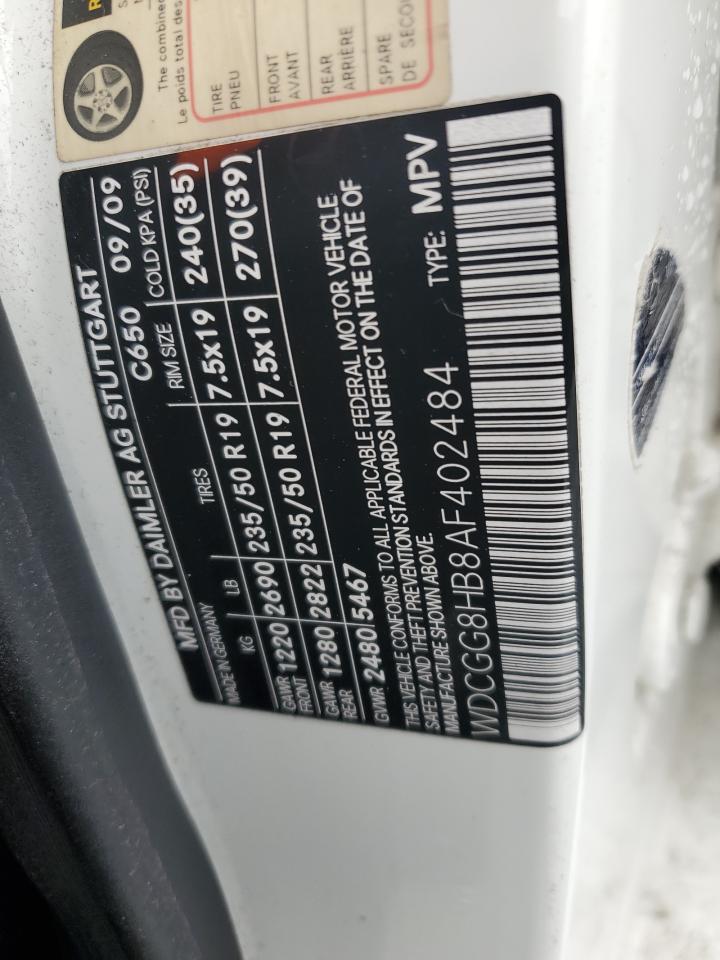 R
The combined
Le poids total des
TIRE
PNEU
FRONT
AVANT
REAR
ARRIÈRE
SPARE
DE SECO
MFD BY DAIMLER AG STUTTGART
MADE IN GERMANY C650 09/09
KG LB TIRES RIM SIZE COLD KPA (PSI)
GAWR FRONT 1220 2690 235/50 R19 7.5x19 240(35)
GAWR REAR 1280 2822 235/50 R19 7.5x19 270(39)
GVWR 2480 5467
THIS VEHICLE CONFORMS TO ALL APPLICABLE FEDERAL MOTOR VEHICLE
SAFETY AND THEFT PREVENTION STANDARDS IN EFFECT ON THE DATE OF
MANUFACTURE SHOWN ABOVE.
WDCGG8HB8AF402484 TYPE: MPV